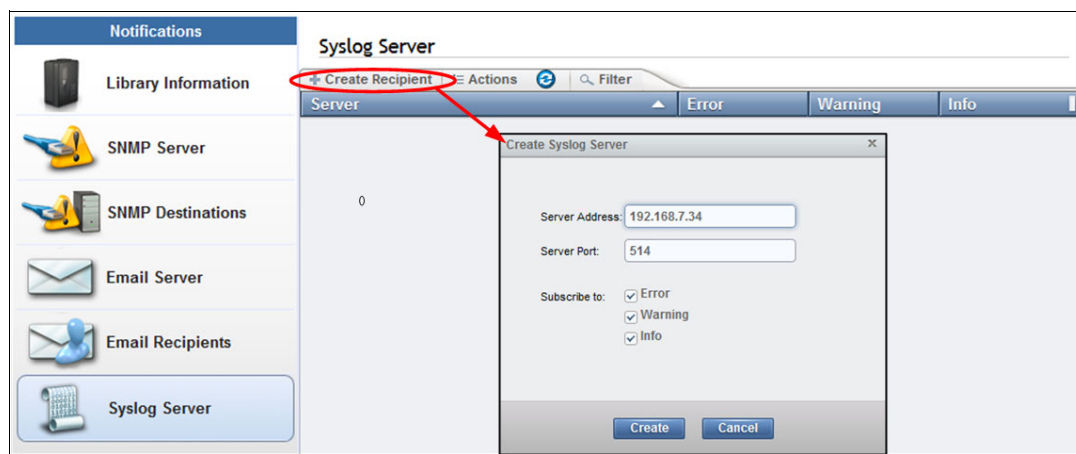 Notifications
Library Information
SNMP Server
SNMP Destinations
Email Server
Email Recipients
Syslog Server
Syslog Server
Create Recipient Actions Filter
Server Error Warning Info
0
Create Syslog Server
Server Address: 192.168.7.34
Server Port: 514
Subscribe to: Error
Warning
Info
Create Cancel